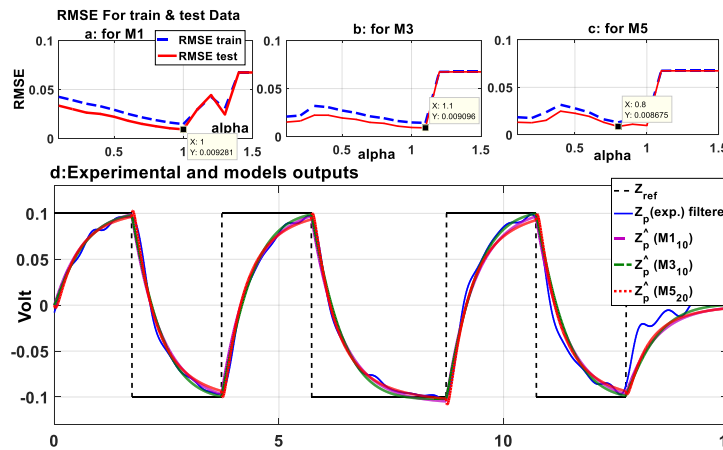 RMSE For train & test Data
a: for M1
b: for M3
c: for M5
RMSE train
RMSE test
RMSE
0.1
0.05
0
0.5
1
1.5
alpha
X: 1
Y: 0.009281
0.1
0.05
0
0.5
1
1.5
alpha
X: 1.1
Y: 0.009096
0.1
0.05
0
0.5
1
1.5
alpha
X: 0.8
Y: 0.008675
d:Experimental and models outputs
Volt
0.1
0.05
0
-0.05
-0.1
0
5
10
Z_ref
Z_p(exp.) filtere
Z_p^ (M1_10)
Z_p^ (M3_10)
Z_p^ (M5_20)